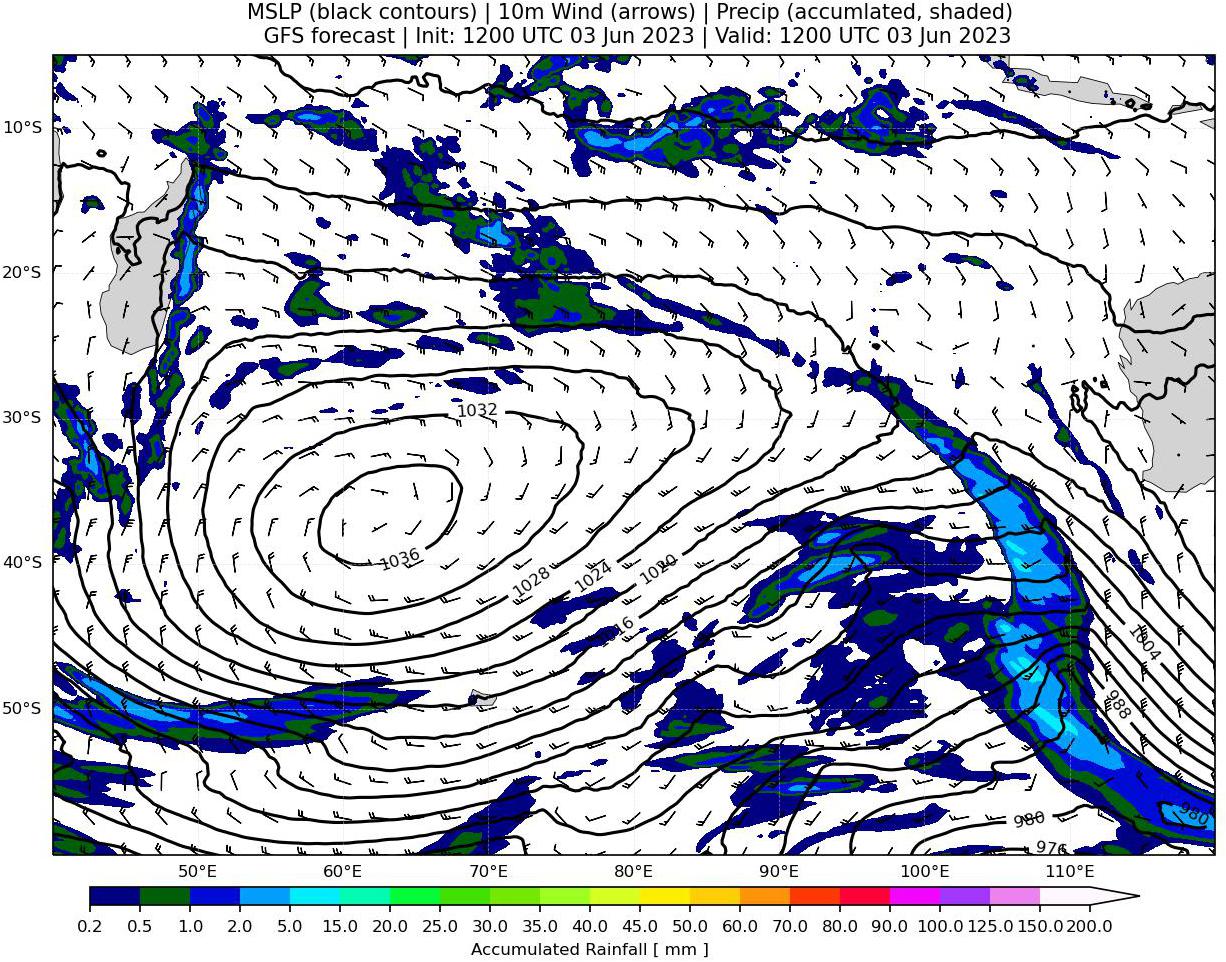 MSLP (black contours) | 10m Wind (arrows) | Precip (accumlated, shaded)
GFS forecast | Init: 1200 UTC 03 Jun 2023 | Valid: 1200 UTC 03 Jun 2023
10°S
20°S
30°S
40°S
50°S
1032
1036
1028
1024
1020
1016
1004
988
980
980
976
50°E 60°E 70°E 80°E 90°E 100°E 110°E
0.2 0.5 1.0 2.0 5.0 10.0 15.0 20.0 25.0 30.0 35.0 40.0 45.0 50.0 60.0 70.0 80.0 90.0 100.0 125.0 150.0 200.0
Accumulated Rainfall [ mm ]